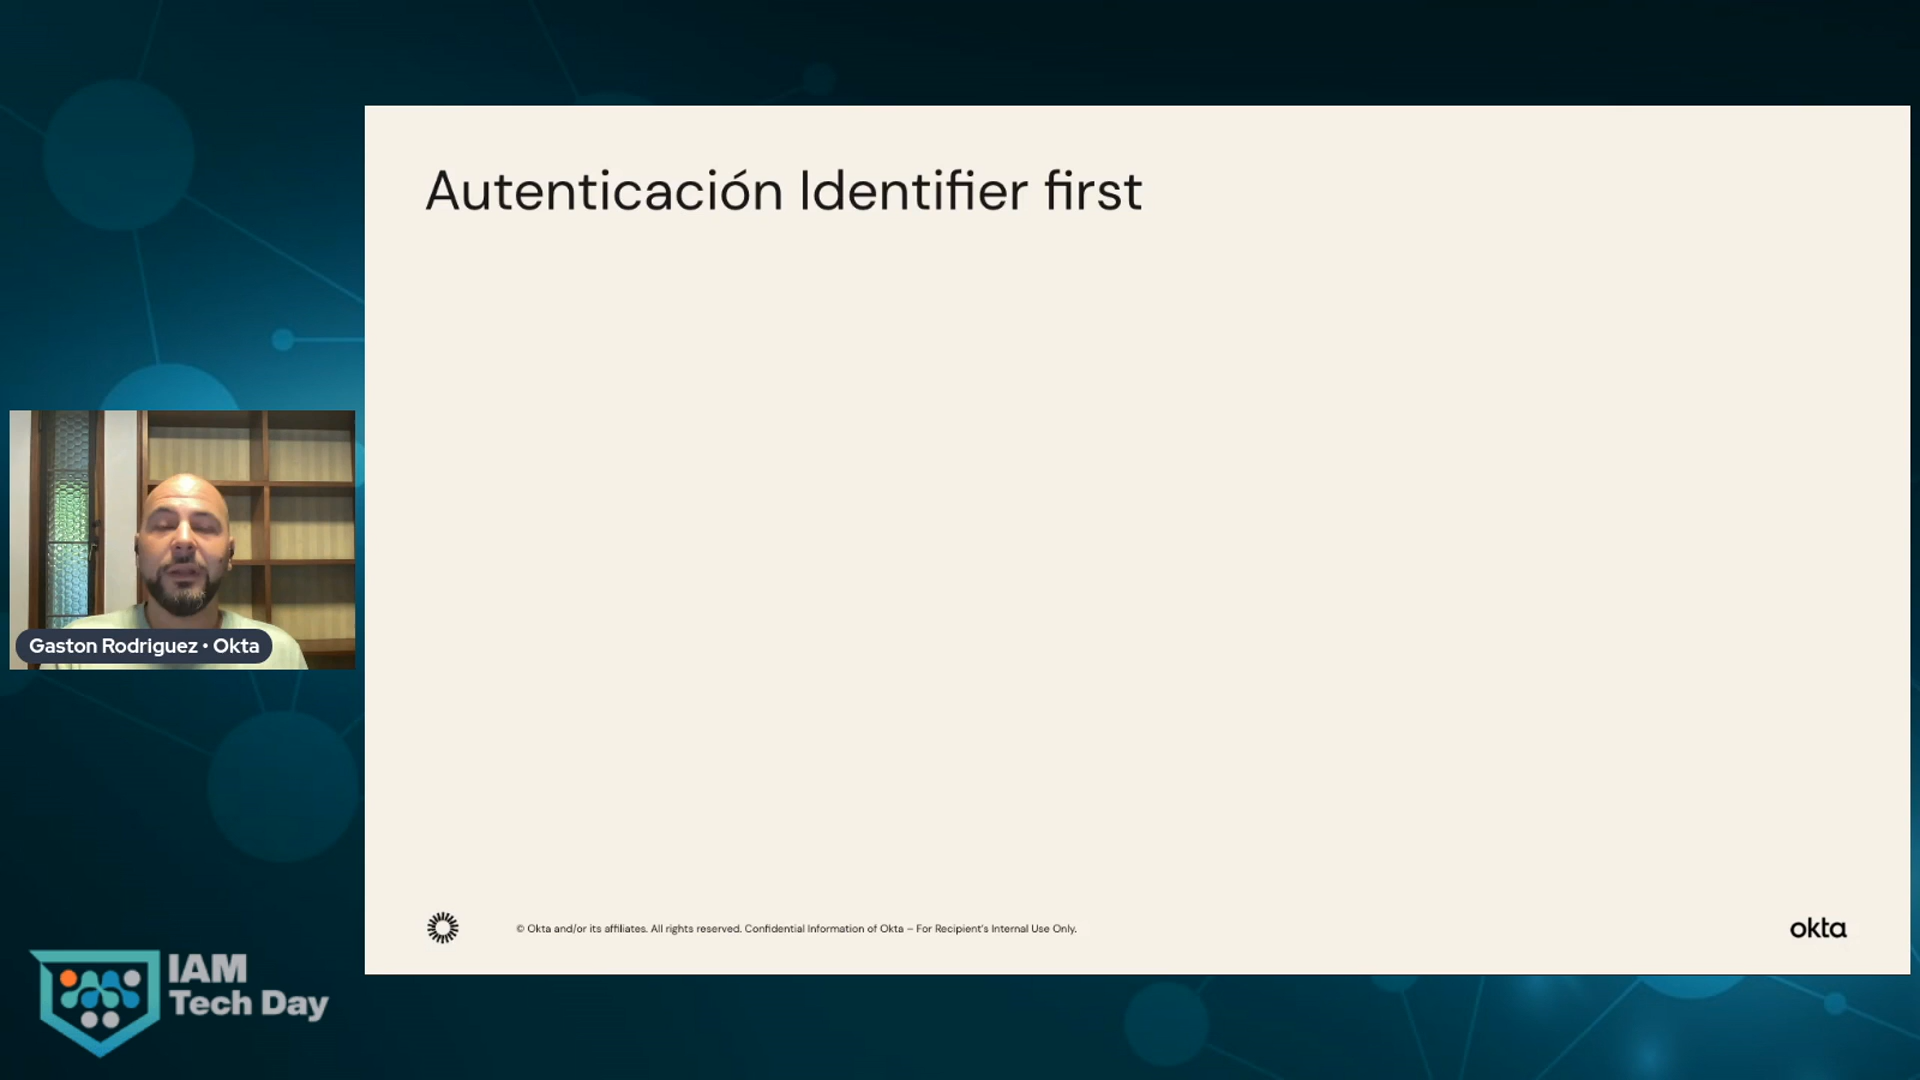 Autenticación Identifier first
Gaston Rodriguez • Okta
© Okta and/or its affiliates. All rights reserved. Confidential Information of Okta – For Recipient's Internal Use Only.
okta
IAM
Tech Day